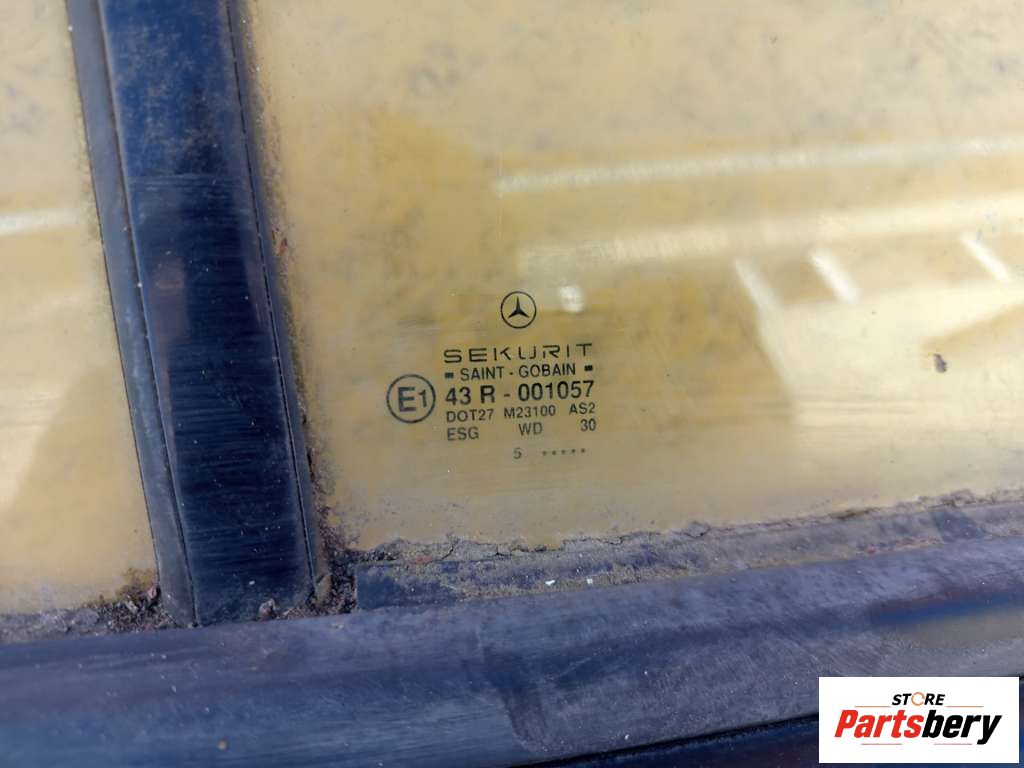 SEKURIT
SAINT - GOBAIN
E1 43 R - 001057
DOT27 M23100 AS2
ESG WD 30
5 *****
STORE
Partsbery